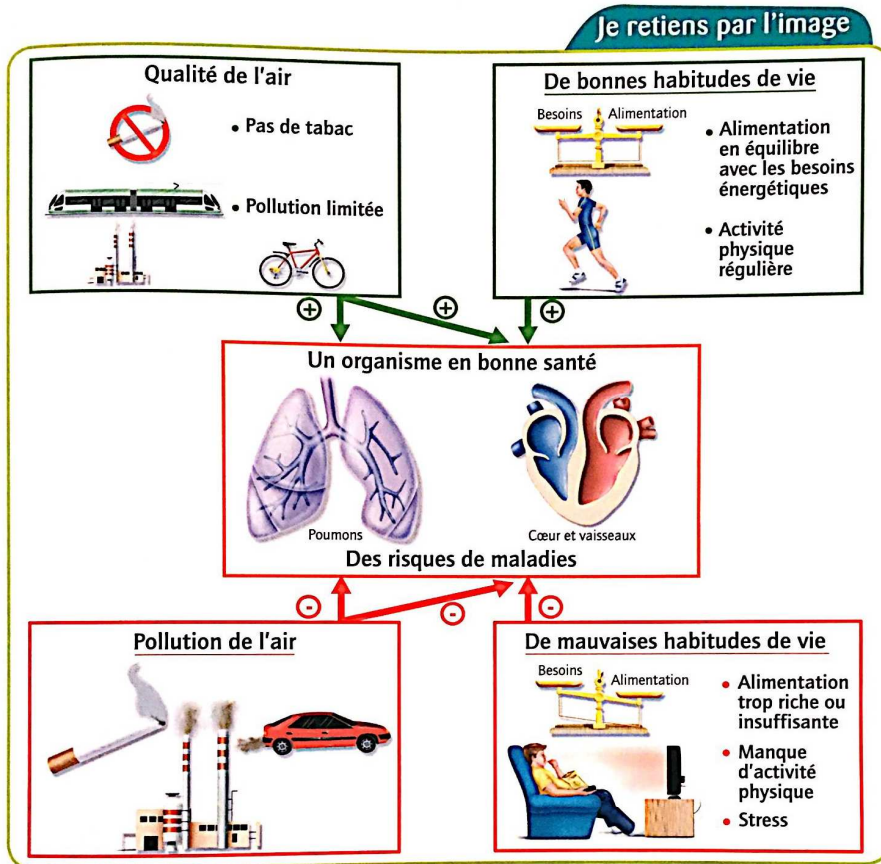 Je retiens par l'image
Qualité de l'air
• Pas de tabac
• Pollution limitée
De bonnes habitudes de vie
Besoins Alimentation
• Alimentation
en équilibre
avec les besoins
énergétiques
• Activité
physique
régulière
+
+
+
Un organisme en bonne santé
Poumons
Cœur et vaisseaux
Des risques de maladies
-
-
-
Pollution de l'air
De mauvaises habitudes de vie
Besoins Alimentation
• Alimentation
trop riche ou
insuffisante
• Manque
d'activité
physique
• Stress